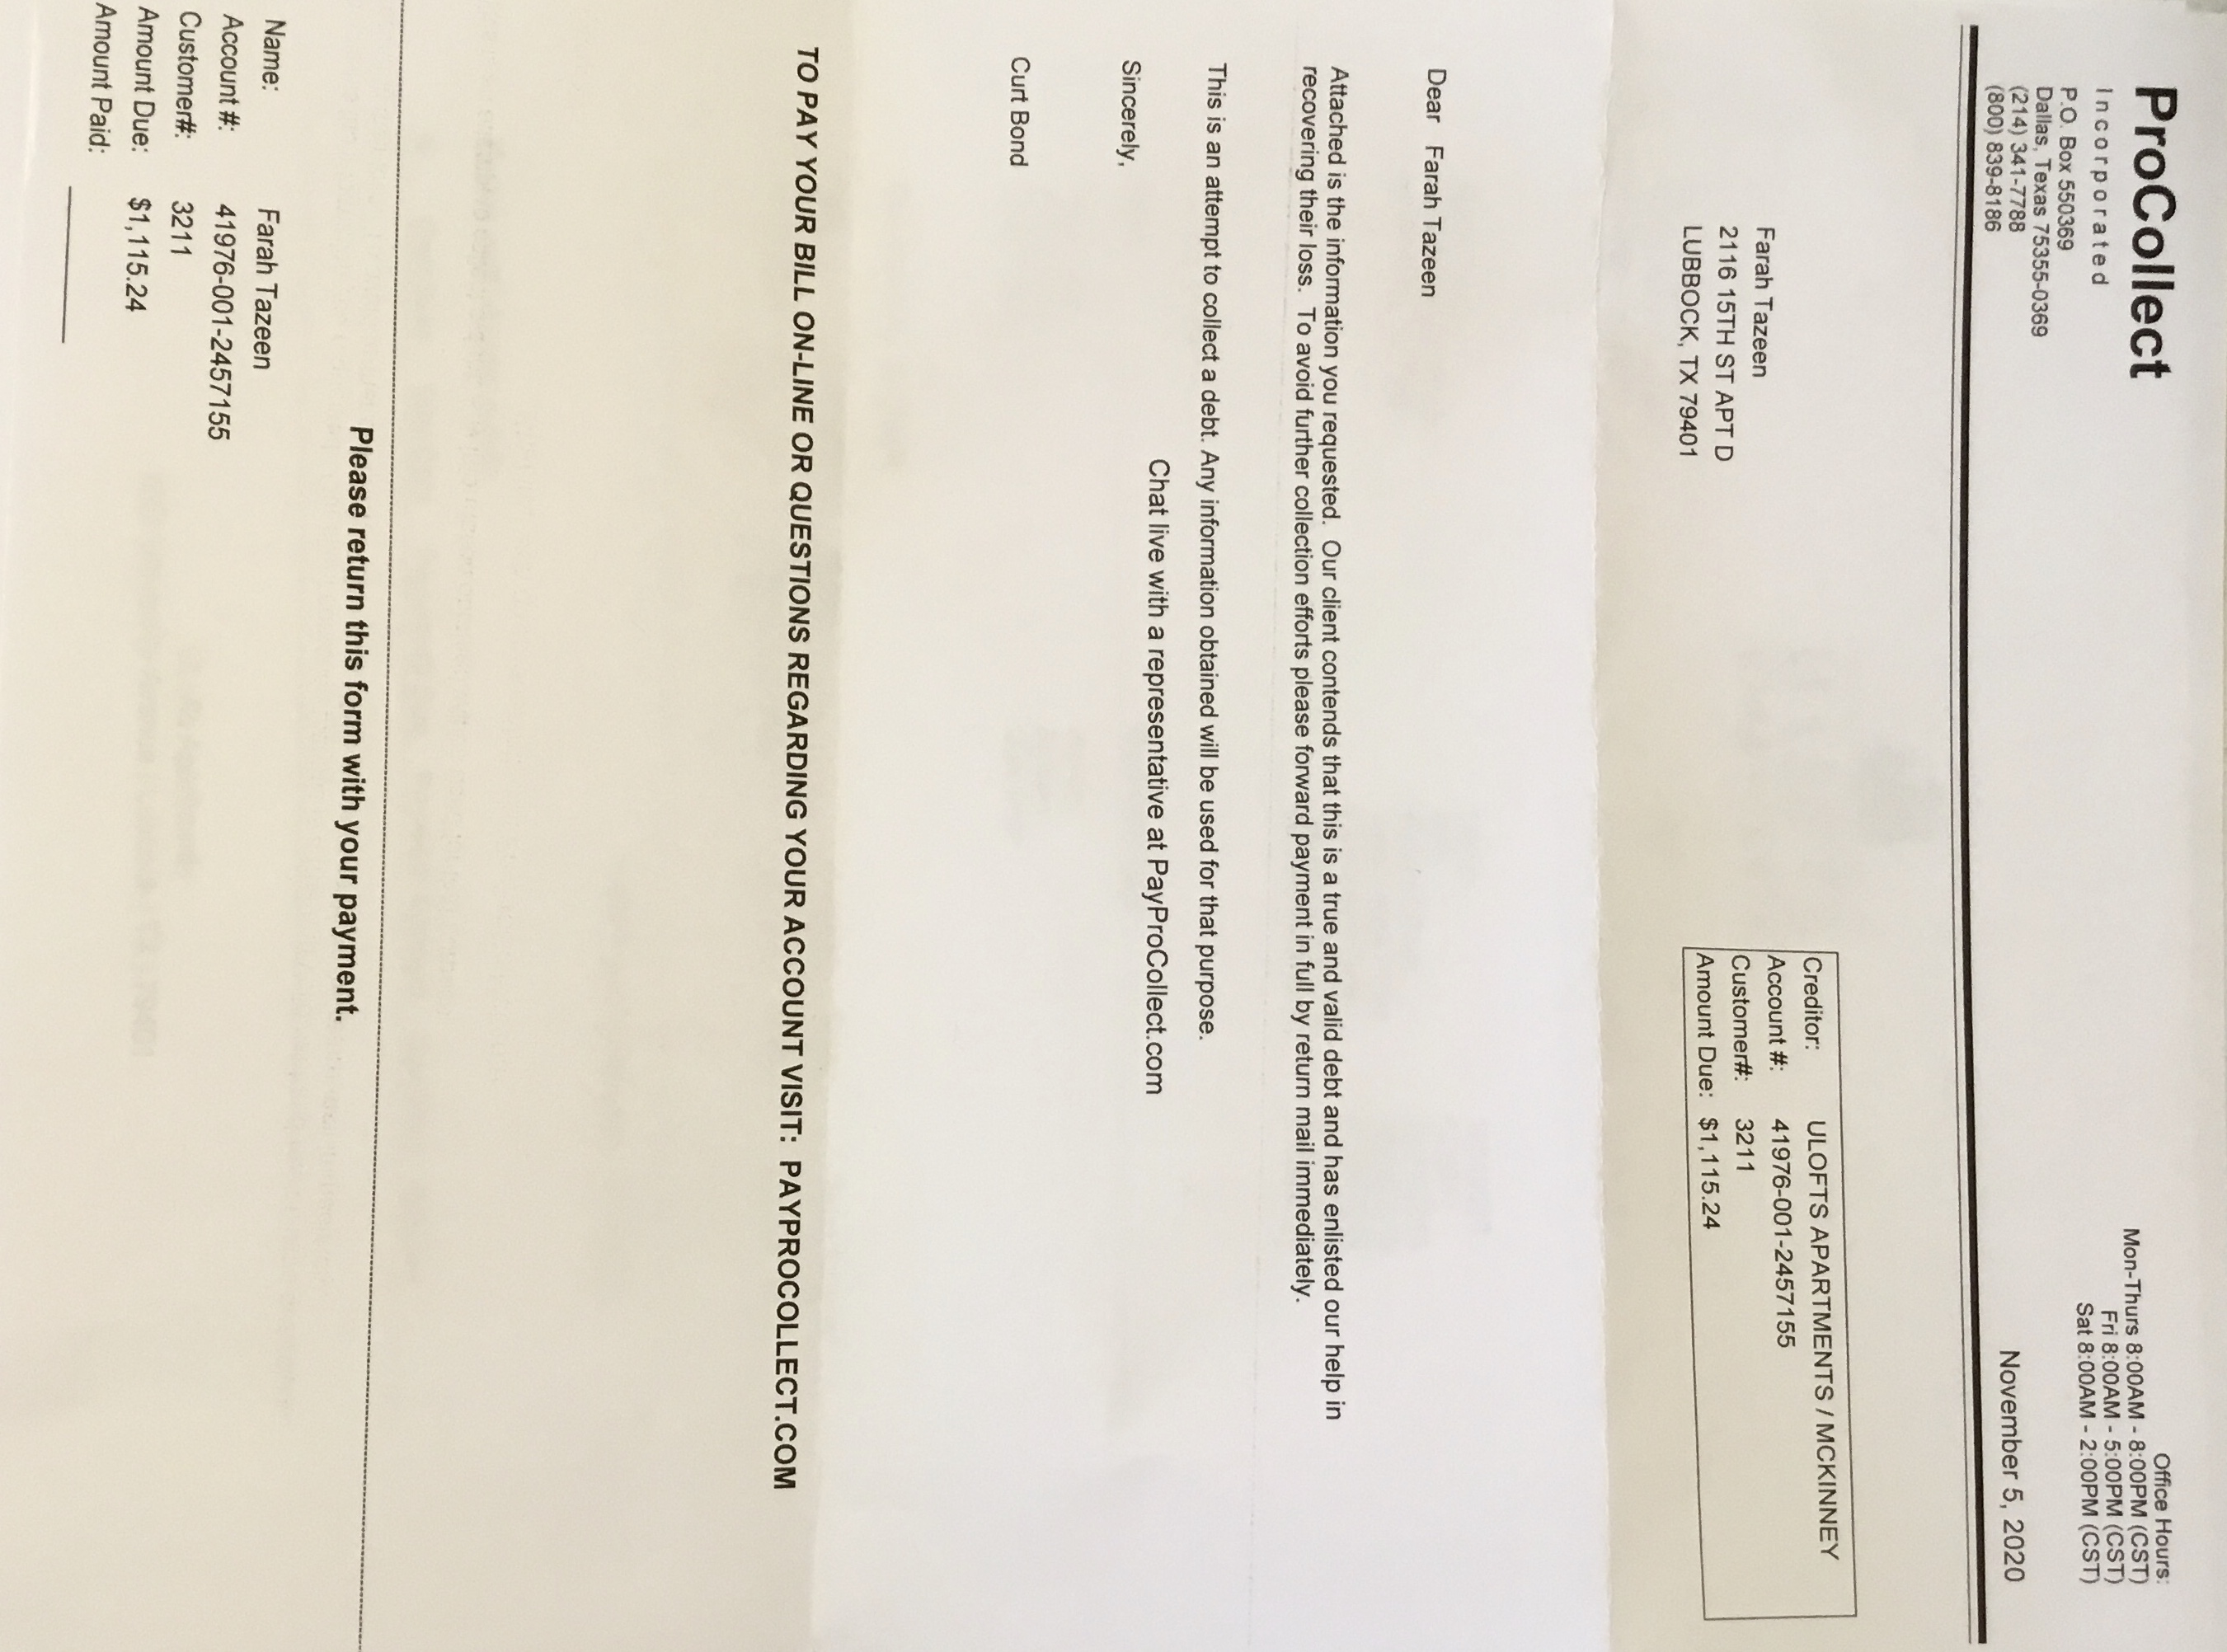 ProCollect
Incorporated
P.O. Box 550369
Dallas, Texas 75355-0369
(214) 341-7788
(800) 839-8186
Office Hours:
Mon-Thurs 8:00AM - 8:00PM (CST)
Fri 8:00AM - 5:00PM (CST)
Sat 8:00AM - 2:00PM (CST)
November 5, 2020
Farah Tazeen
2116 15TH ST APT D
LUBBOCK, TX 79401
Creditor: ULOFTS APARTMENTS / MCKINNEY
Account #: 41976-001-2457155
Customer#: 3211
Amount Due: $1,115.24
Dear Farah Tazeen
Attached is the information you requested. Our client contends that this is a true and valid debt and has enlisted our help in
recovering their loss. To avoid further collection efforts please forward payment in full by return mail immediately.
This is an attempt to collect a debt. Any information obtained will be used for that purpose.
Chat live with a representative at PayProCollect.com
Sincerely,
Curt Bond
TO PAY YOUR BILL ON-LINE OR QUESTIONS REGARDING YOUR ACCOUNT VISIT: PAYPROCOLLECT.COM
Please return this form with your payment.
Name: Farah Tazeen
Account #: 41976-001-2457155
Customer#: 3211
Amount Due: $1,115.24
Amount Paid: